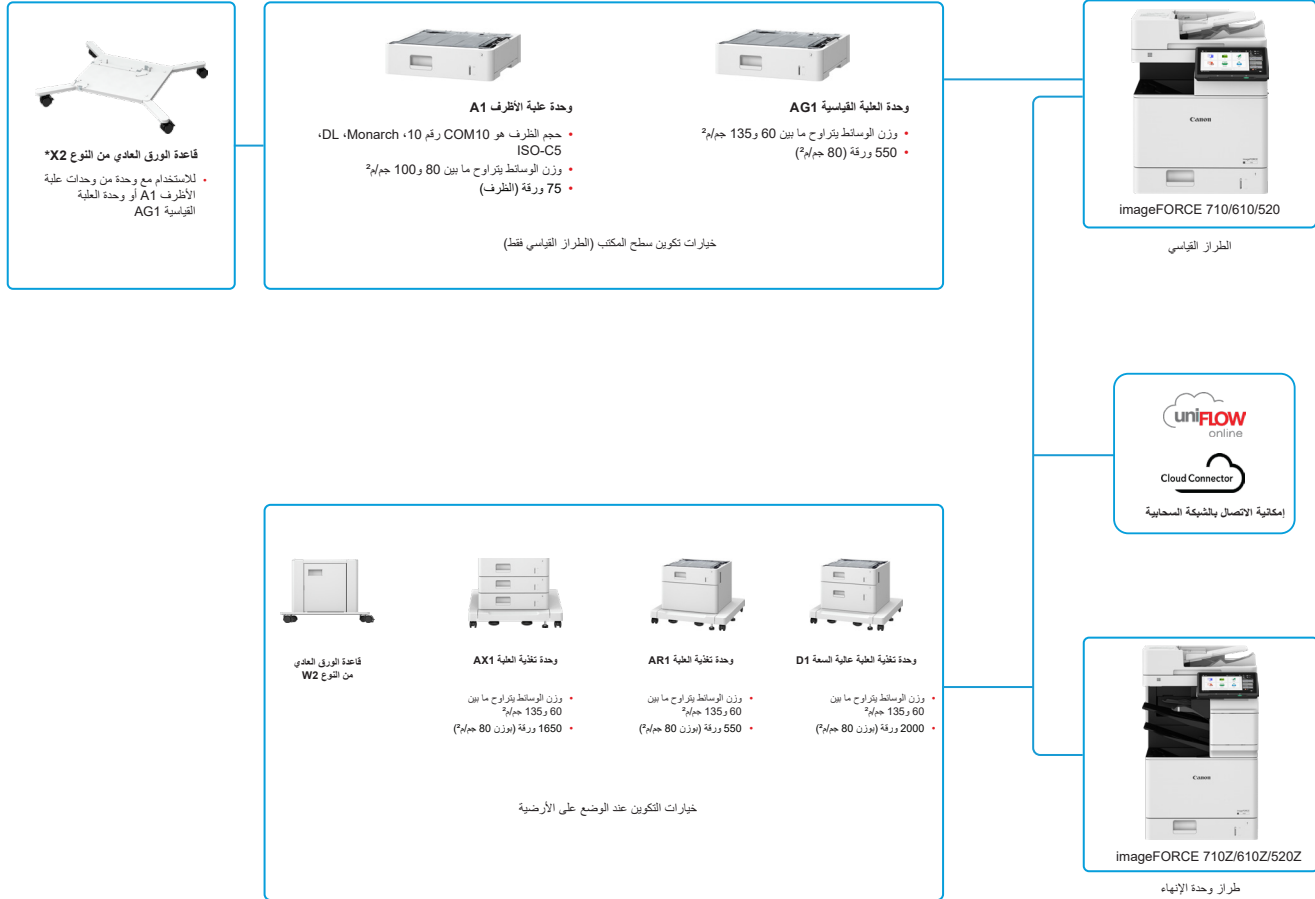 Canon
imageFORCE 710/610/520
الطراز القياسي
وحدة العلبة القياسية AG1
• وزن الوسائط يتراوح ما بين 60 و135 جم/م²
• 550 ورقة (80 جم/م²)
وحدة علبة الأظرف A1
• حجم الظرف هو COM10 رقم 10، Monarch، DL،
ISO-C5
• وزن الوسائط يتراوح ما بين 80 و100 جم/م²
• 75 ورقة (الظرف)
خيارات تكوين سطح المكتب (الطراز القياسي فقط)
قاعدة الورق العادي من النوع X2*
• للاستخدام مع وحدة من وحدات علبة
الأظرف A1 أو وحدة العلبة
القياسية AG1
uniFLOW
online
Cloud Connector
إمكانية الاتصال بالشبكة السحابية
وحدة تغذية العلبة عالية السعة D1
• وزن الوسائط يتراوح ما بين
60 و135 جم/م²
• 2000 ورقة (بوزن 80 جم/م²)
وحدة تغذية العلبة AR1
• وزن الوسائط يتراوح ما بين
60 و135 جم/م²
• 550 ورقة (بوزن 80 جم/م²)
وحدة تغذية العلبة AX1
• وزن الوسائط يتراوح ما بين
60 و135 جم/م²
• 1650 ورقة (بوزن 80 جم/م²)
قاعدة الورق العادي
من النوع W2
خيارات التكوين عند الوضع على الأرضية
Canon
imageFORCE 710Z/610Z/520Z
طراز وحدة الإنهاء